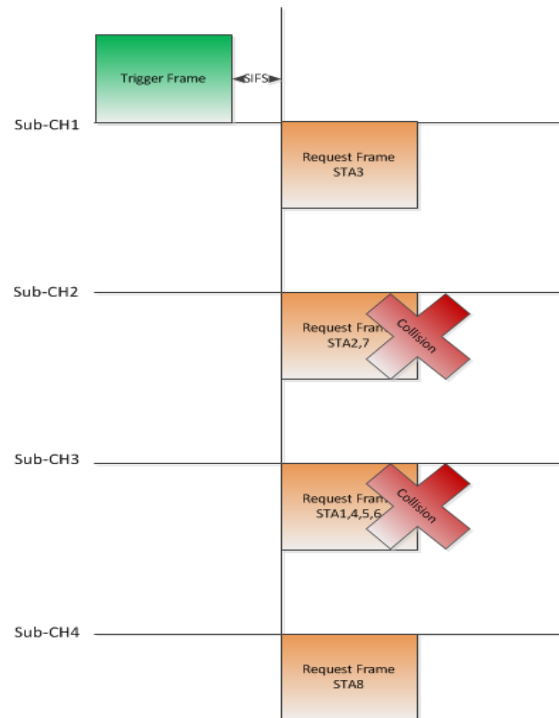 Trigger Frame
SIFS
Sub-CH1
Request Frame
STA3
Sub-CH2
Request Fram
STA2,7
Collision
Sub-CH3
Request Fram
STA1,4,5,6
Collision
Sub-CH4
Request Frame
STA8